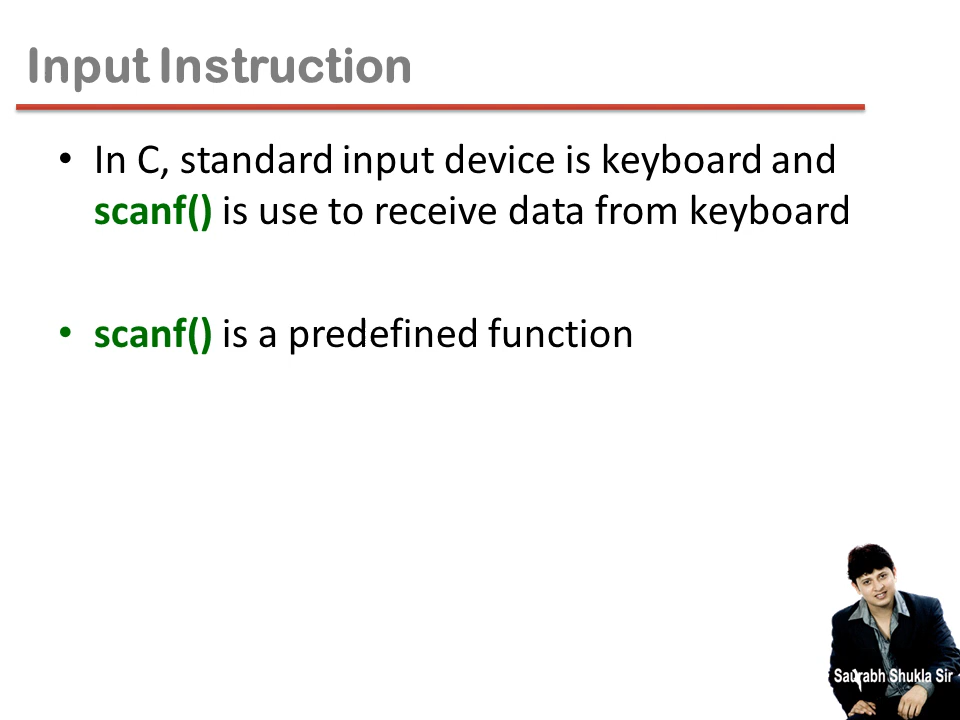 Input Instruction
• In C, standard input device is keyboard and
scanf() is use to receive data from keyboard
• scanf() is a predefined function
Saurabh Shukla Sir